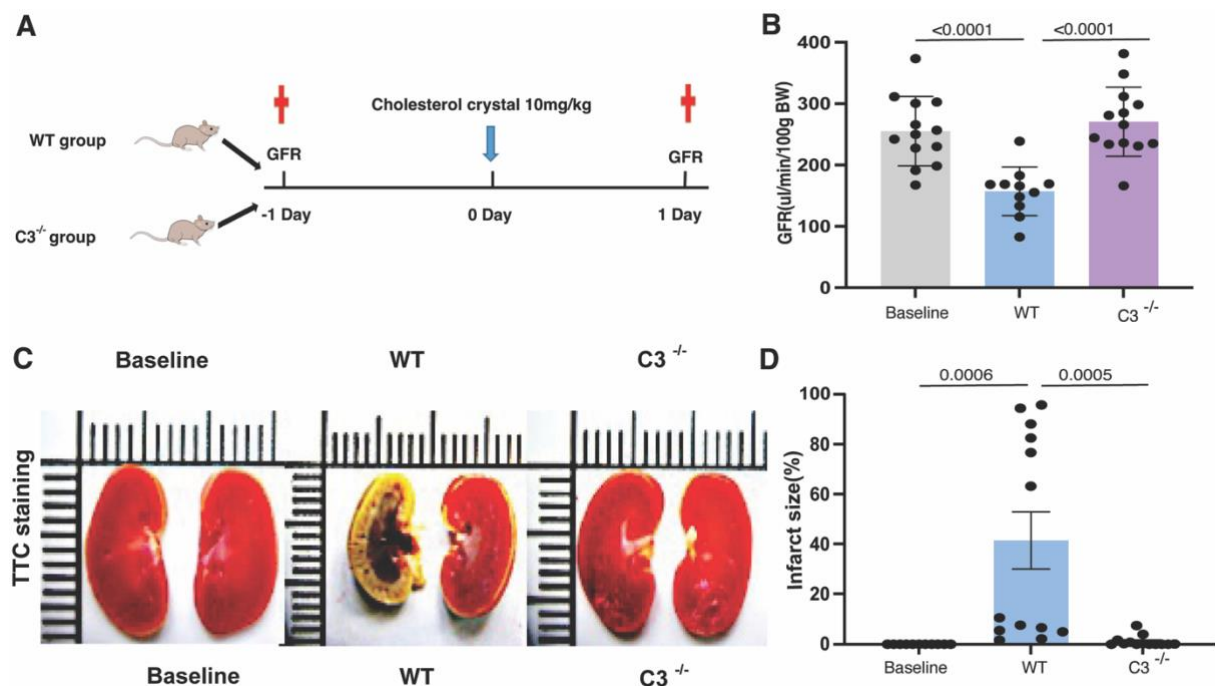 A
WT group
C3-/- group
GFR
Cholesterol crystal 10mg/kg
GFR
-1 Day
0 Day
1 Day
B
<0.0001
<0.0001
GFR(ul/min/100g BW)
400
300
200
100
0
Baseline
WT
C3 -/-
C
Baseline
WT
C3 -/-
TTC staining
Baseline
WT
C3 -/-
D
0.0006
0.0005
Infarct size(%)
100
80
60
40
20
0
Baseline
WT
C3 -/-